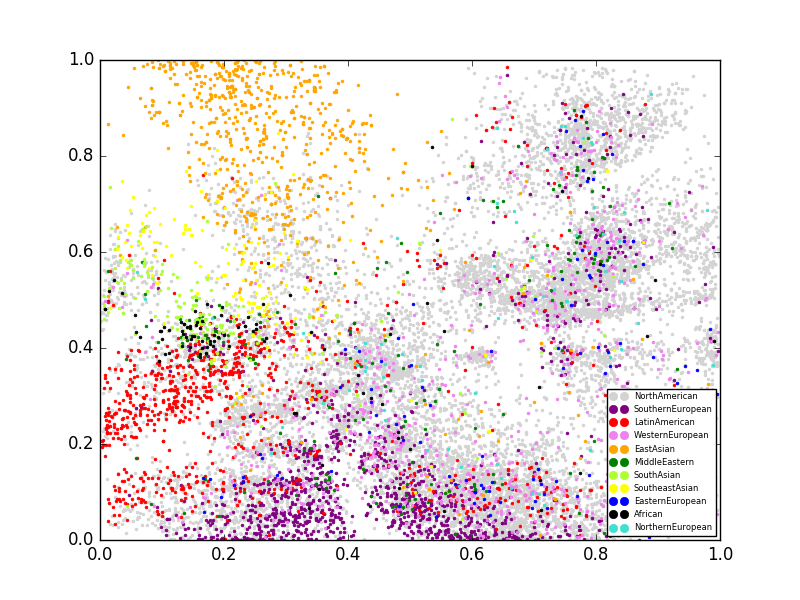 1.0
0.8
0.6
0.4
0.2
0.0
0.0 0.2 0.4 0.6 0.8 1.0
NorthAmerican
SouthernEuropean
LatinAmerican
WesternEuropean
EastAsian
MiddleEastern
SouthAsian
SoutheastAsian
EasternEuropean
African
NorthernEuropean